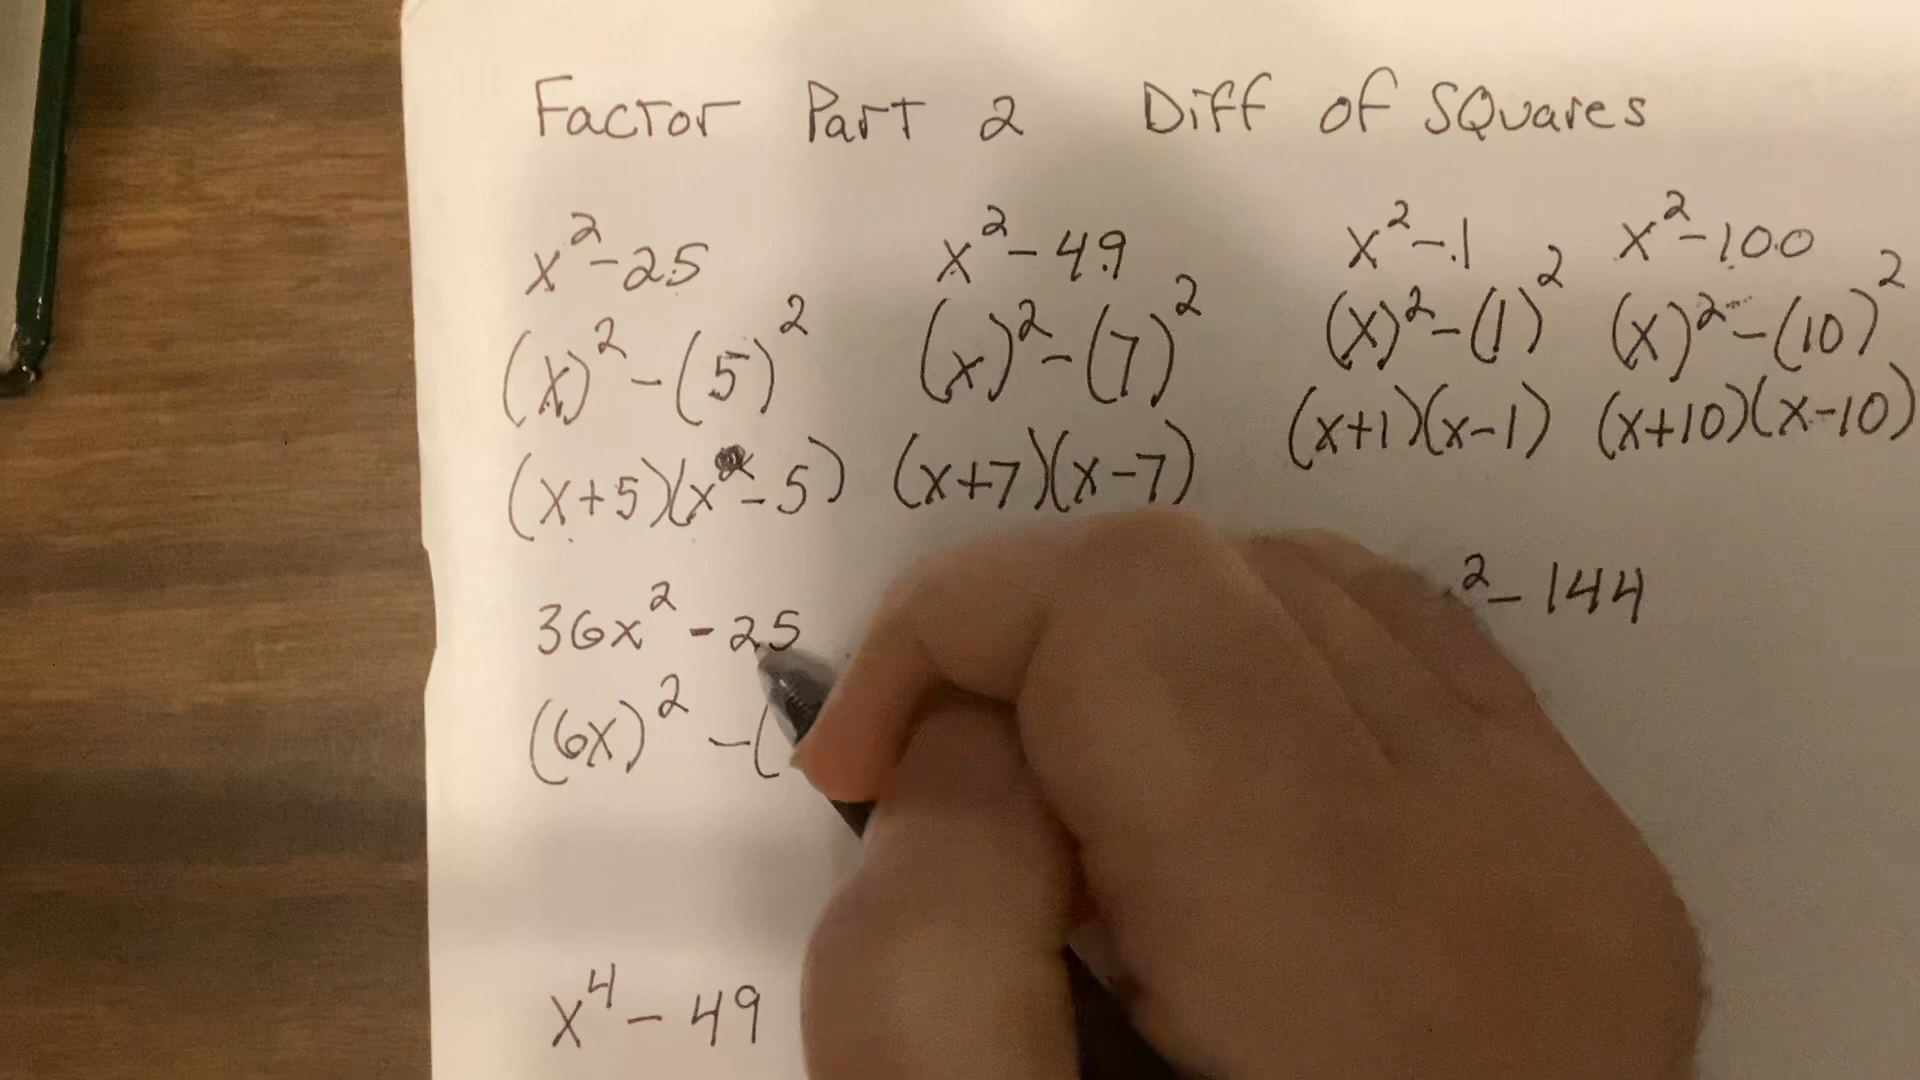 Factor Part 2 Diff of Squares
x²-25 x²-49 x²-1 x²-100
(x)²-(5)² (x)²-(7)² (x)²-(1)² (x)²-(10)²
(x+5)(x-5) (x+7)(x-7) (x+1)(x-1) (x+10)(x-10)
36x²-25 ²-144
(6x)²-(
x⁴-49